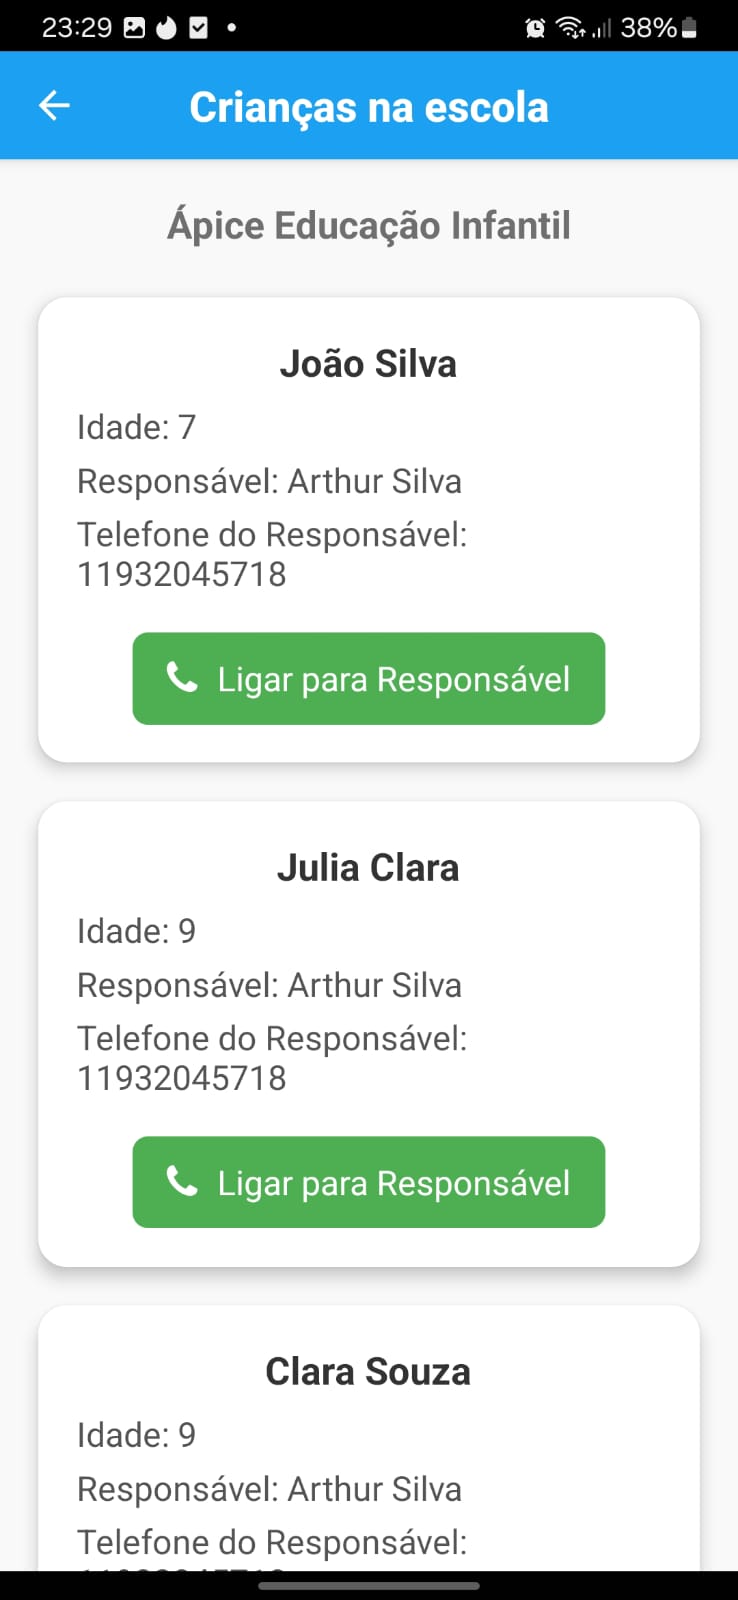 23:29
38%
Crianças na escola
Ápice Educação Infantil
João Silva
Idade: 7
Responsável: Arthur Silva
Telefone do Responsável:
11932045718
Ligar para Responsável
Julia Clara
Idade: 9
Responsável: Arthur Silva
Telefone do Responsável:
11932045718
Ligar para Responsável
Clara Souza
Idade: 9
Responsável: Arthur Silva
Telefone do Responsável: